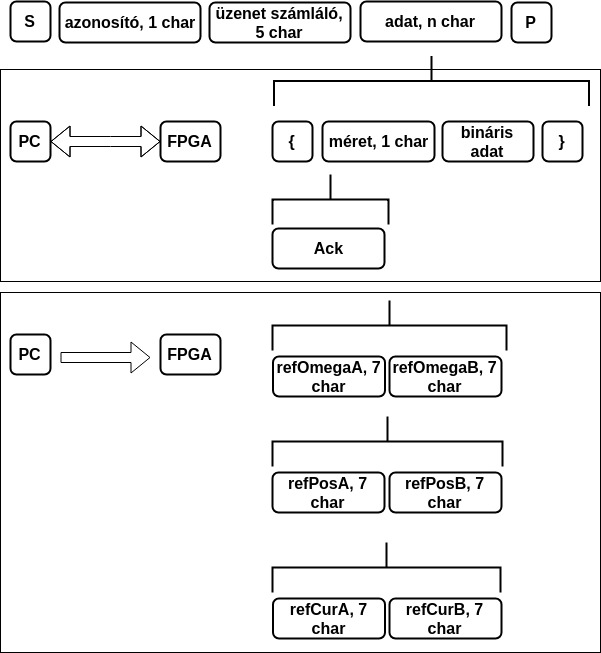 S
azonosító, 1 char
üzenet számláló,
5 char
adat, n char
P
PC
FPGA
{
méret, 1 char
bináris
adat
}
Ack
PC
FPGA
refOmegaA, 7
char
refOmegaB, 7
char
refPosA, 7
char
refPosB, 7
char
refCurA, 7
char
refCurB, 7
char